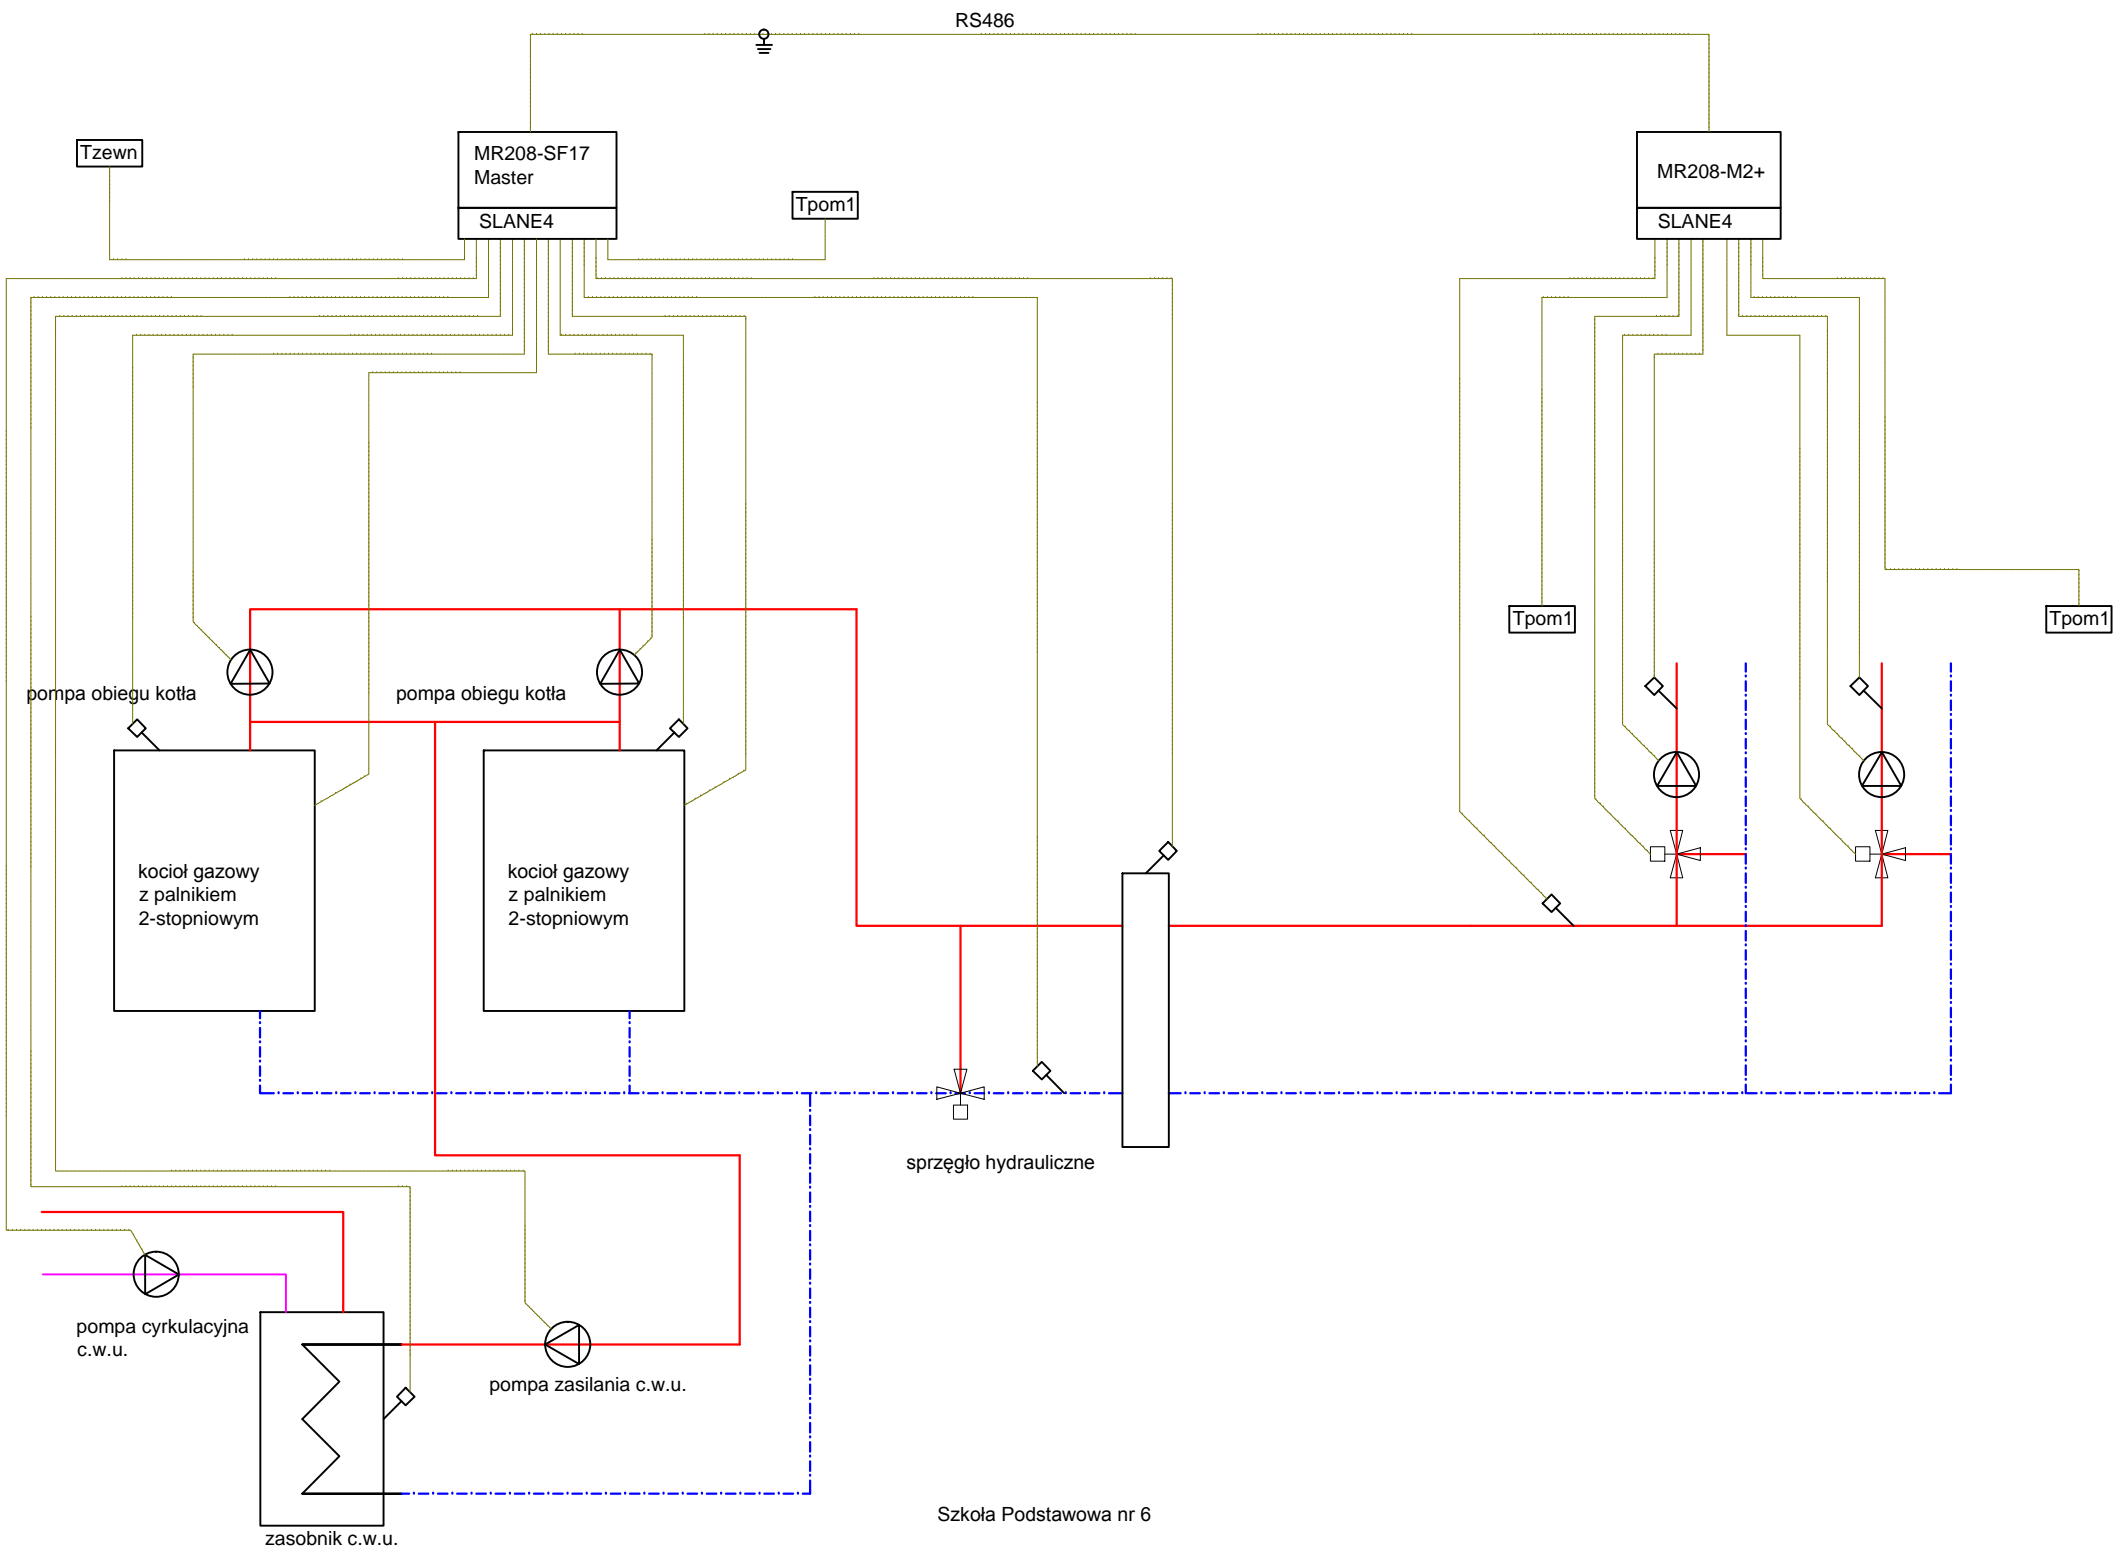 RS486
Tzewn
MR208-SF17
Master
SLANE4
Tpom1
MR208-M2+
SLANE4
Tpom1
Tpom1
pompa obiegu kotła
pompa obiegu kotła
kocioł gazowy
z palnikiem
2-stopniowym
kocioł gazowy
z palnikiem
2-stopniowym
sprzęgło hydrauliczne
pompa cyrkulacyjna
c.w.u.
pompa zasilania c.w.u.
zasobnik c.w.u.
Szkoła Podstawowa nr 6